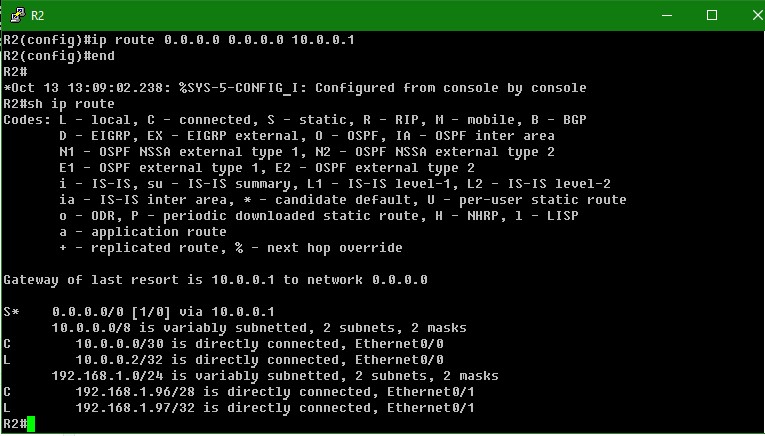 R2
R2(config)#ip route 0.0.0.0 0.0.0.0 10.0.0.1
R2(config)#end
R2#
*Oct 13 13:09:02.238: %SYS-5-CONFIG_I: Configured from console by console
R2#sh ip route
Codes: L - local, C - connected, S - static, R - RIP, M - mobile, B - BGP
D - EIGRP, EX - EIGRP external, O - OSPF, IA - OSPF inter area
N1 - OSPF NSSA external type 1, N2 - OSPF NSSA external type 2
E1 - OSPF external type 1, E2 - OSPF external type 2
i - IS-IS, su - IS-IS summary, L1 - IS-IS level-1, L2 - IS-IS level-2
ia - IS-IS inter area, * - candidate default, U - per-user static route
o - ODR, P - periodic downloaded static route, H - NHRP, l - LISP
a - application route
+ - replicated route, % - next hop override
Gateway of last resort is 10.0.0.1 to network 0.0.0.0
S* 0.0.0.0/0 [1/0] via 10.0.0.1
10.0.0.0/8 is variably subnetted, 2 subnets, 2 masks
C 10.0.0.0/30 is directly connected, Ethernet0/0
L 10.0.0.2/32 is directly connected, Ethernet0/0
192.168.1.0/24 is variably subnetted, 2 subnets, 2 masks
C 192.168.1.96/28 is directly connected, Ethernet0/1
L 192.168.1.97/32 is directly connected, Ethernet0/1
R2#